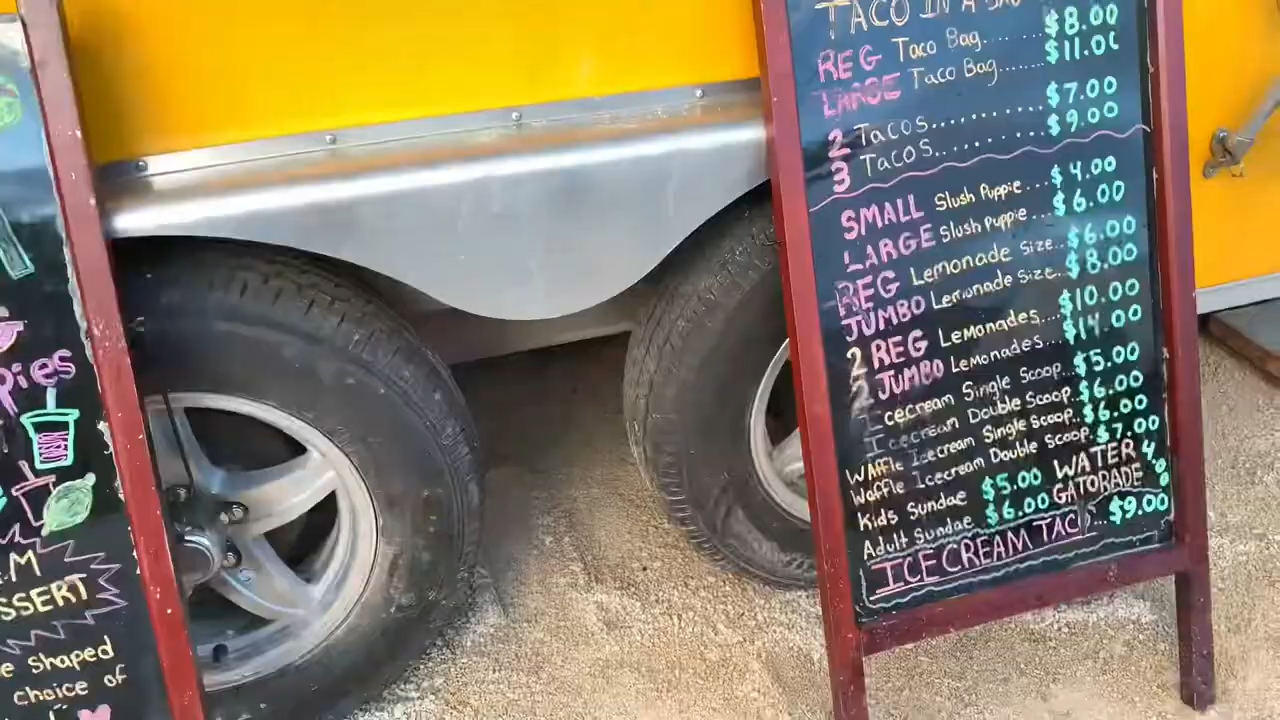 pies
SSERT
e shaped
choice of
TACO IN A
REG Taco Bag.......$8.00
LARGE Taco Bag.......$11.00
2 Tacos..........$7.00
3 Tacos..........$9.00
SMALL Slush Puppie...$4.00
LARGE Slush Puppie...$6.00
REG Lemonade Size..$6.00
JUMBO Lemonade Size..$8.00
2 REG Lemonades....$10.00
2 JUMBO Lemonades...$14.00
Icecream Single Scoop..$5.00
Icecream Double Scoop..$6.00
Waffle Icecream Single Scoop..$6.00
Waffle Icecream Double Scoop.$7.00
Kids Sundae $5.00 WATER
Adult Sundae $6.00 GATORADE
ICE CREAM TACO...$9.00